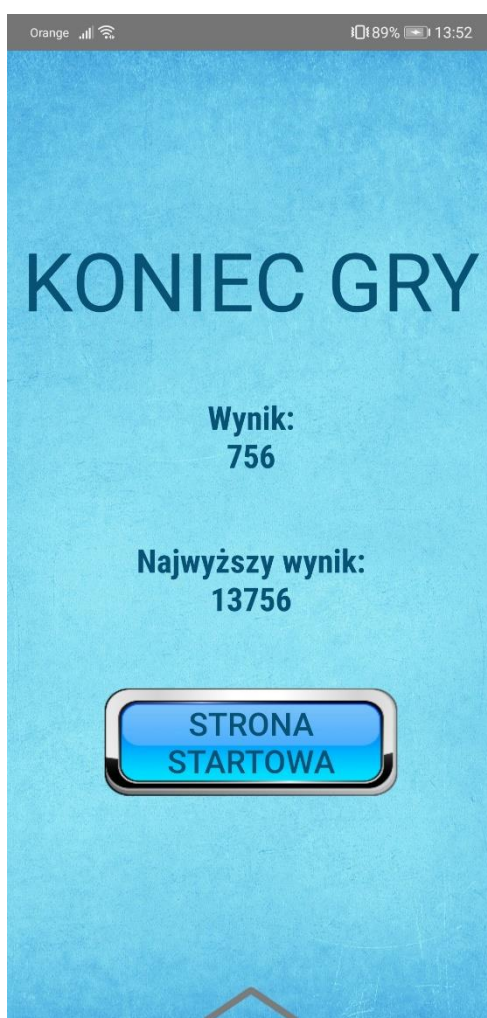 Orange 89% 13:52
KONIEC GRY
Wynik:
756
Najwyższy wynik:
13756
STRONA
STARTOWA